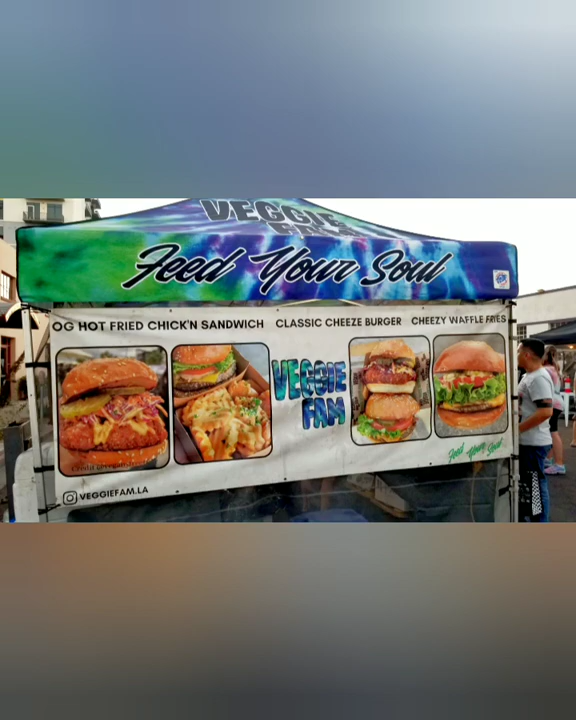 VEGGIE
FAM
Feed Your Soul
OG HOT FRIED CHICK'N SANDWICH CLASSIC CHEEZE BURGER CHEEZY WAFFLE FRIES
VEGGIE
FAM
Feed Your Soul
VEGGIEFAM.LA